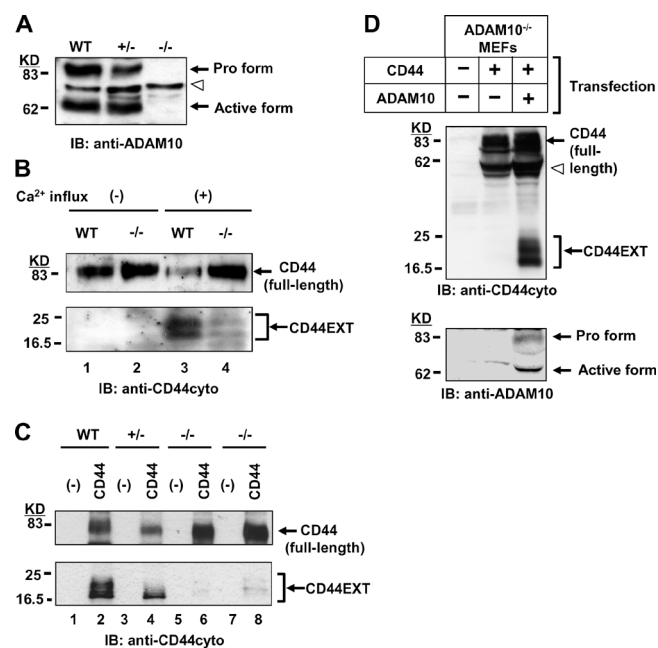 A
WT +/- -/-
KD
83
62
Pro form
Active form
IB: anti-ADAM10
B
Ca2+ influx (-) (+)
WT -/- WT -/-
KD
83
CD44
(full-length)
25
16.5
CD44EXT
1 2 3 4
IB: anti-CD44cyto
C
WT +/- -/- -/-
(-) CD44 (-) CD44 (-) CD44 (-) CD44
KD
83
CD44
(full-length)
25
16.5
CD44EXT
1 2 3 4 5 6 7 8
IB: anti-CD44cyto
D
ADAM10-/-
MEFs
CD44 − + +
ADAM10 − − +
Transfection
KD
83
62
25
16.5
CD44
(full-
length)
CD44EXT
IB: anti-CD44cyto
KD
83
62
Pro form
Active form
IB: anti-ADAM10